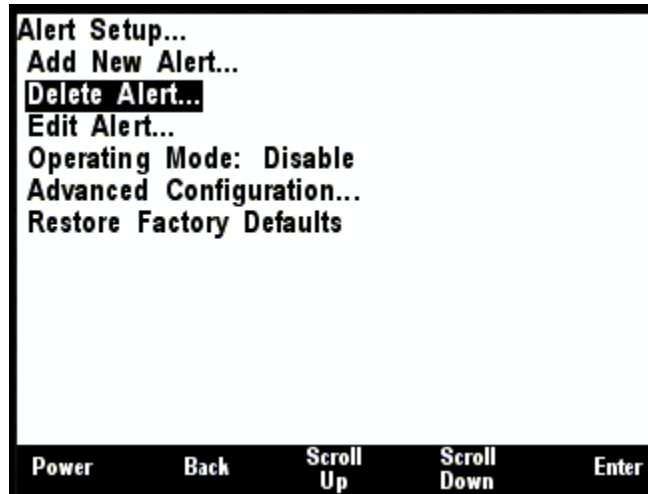 Alert Setup...
Add New Alert...
Delete Alert...
Edit Alert...
Operating Mode: Disable
Advanced Configuration...
Restore Factory Defaults
Power Back Scroll Up Scroll Down Enter